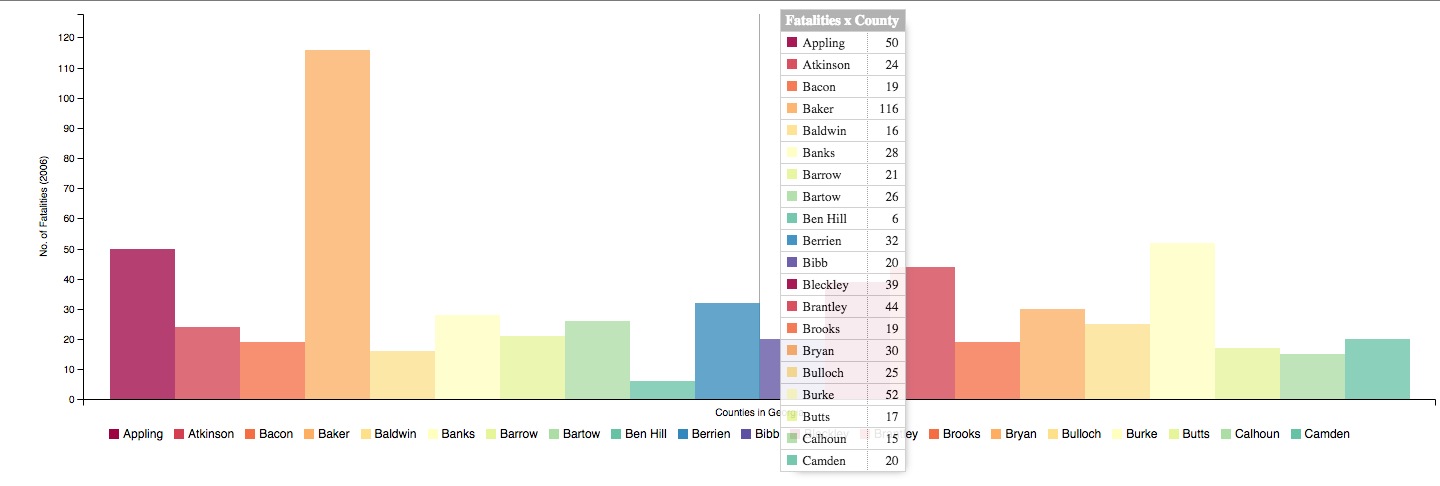 120
110
100
90
80
70
60
50
40
30
20
10
0
No. of Fatalities (2006)
Fatalities x County
Appling 50
Atkinson 24
Bacon 19
Baker 116
Baldwin 16
Banks 28
Barrow 21
Bartow 26
Ben Hill 6
Berrien 32
Bibb 20
Bleckley 39
Brantley 44
Brooks 19
Bryan 30
Bulloch 25
Burke 52
Butts 17
Calhoun 15
Camden 20
Counties in Georgia
Appling Atkinson Bacon Baker Baldwin Banks Barrow Bartow Ben Hill Berrien Bibb Bleckley Brantley Brooks Bryan Bulloch Burke Butts Calhoun Camden